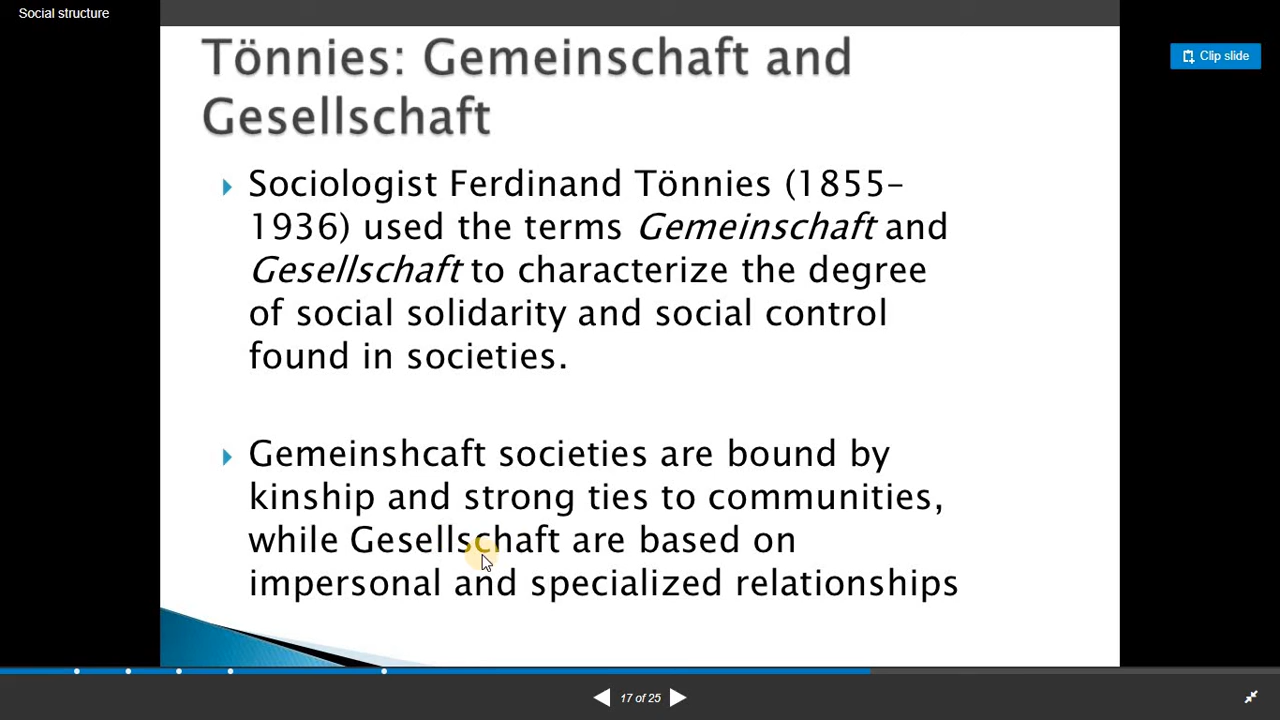 Social structure
Clip slide
Tönnies: Gemeinschaft and
Gesellschaft
Sociologist Ferdinand Tönnies (1855–
1936) used the terms Gemeinschaft and
Gesellschaft to characterize the degree
of social solidarity and social control
found in societies.
Gemeinshcaft societies are bound by
kinship and strong ties to communities,
while Gesellschaft are based on
impersonal and specialized relationships
17 of 25